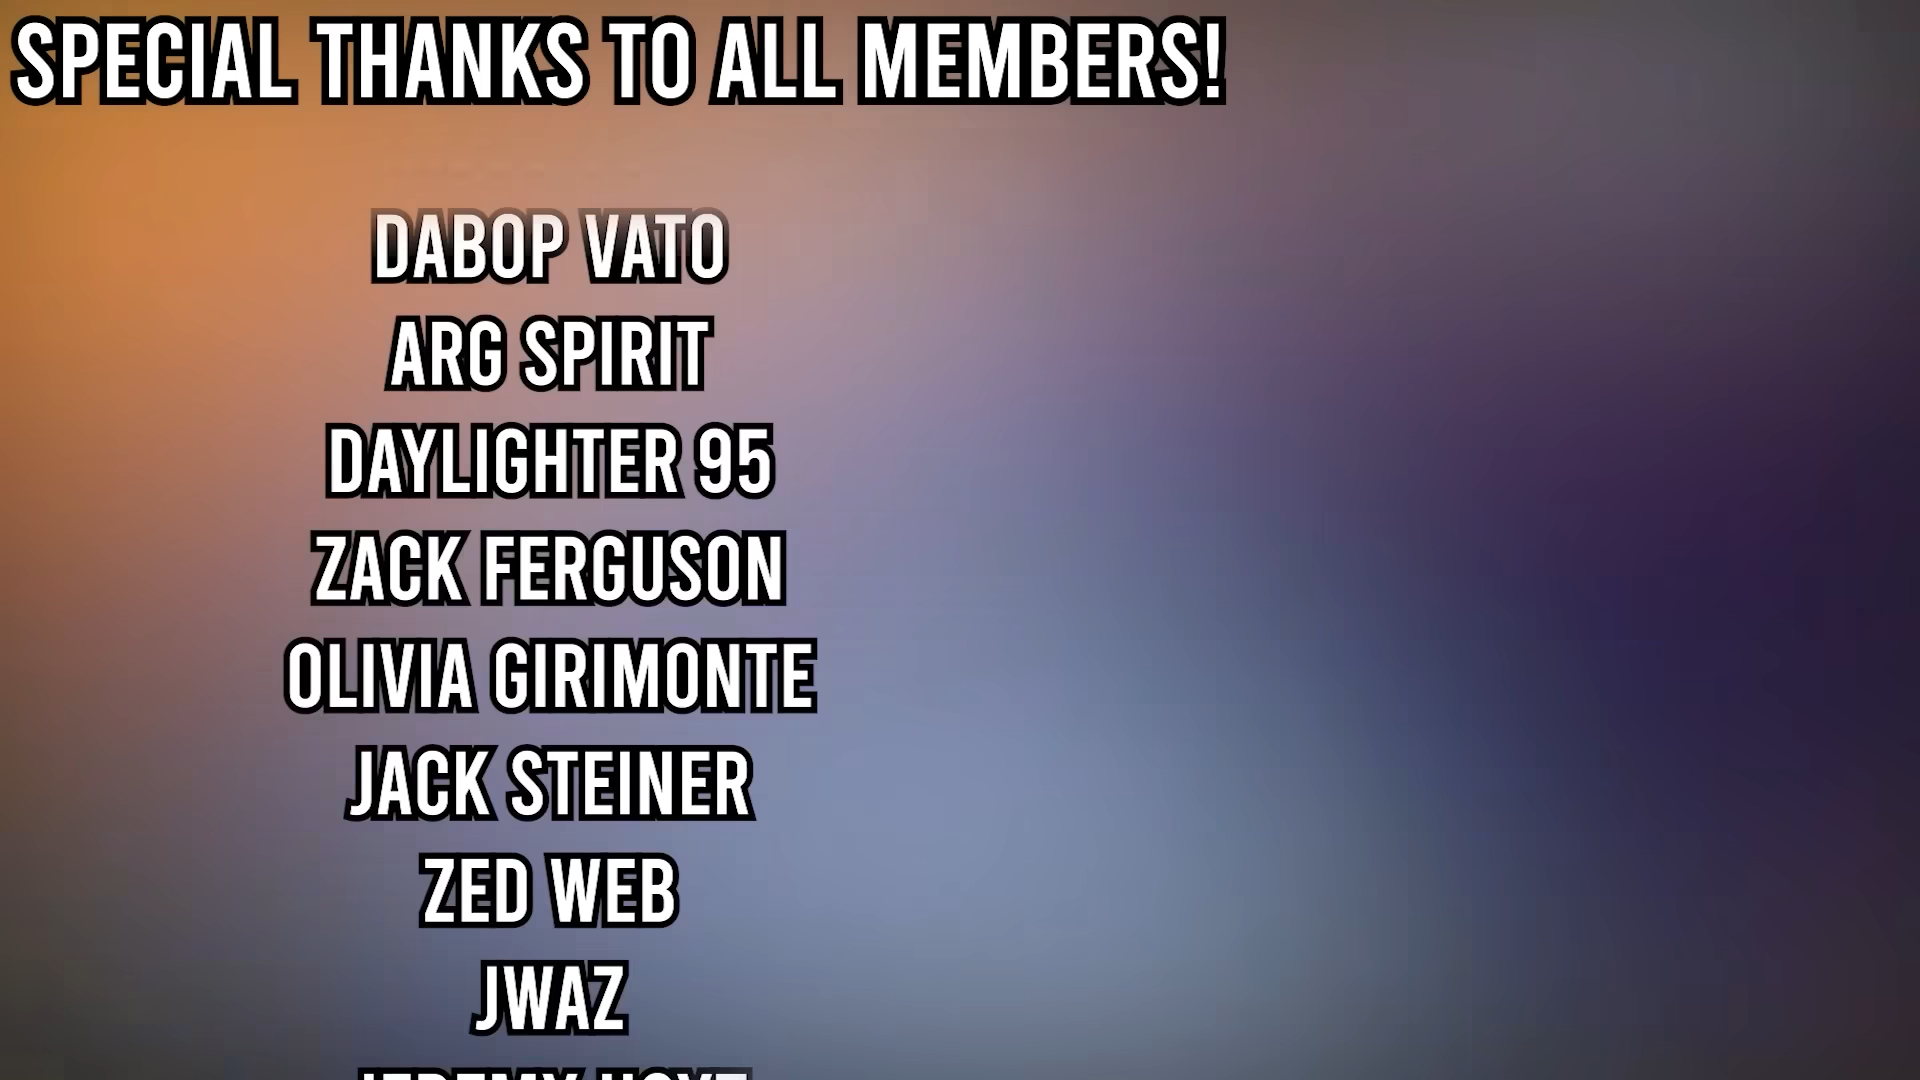 SPECIAL THANKS TO ALL MEMBERS!
DABOP VATO
ARG SPIRIT
DAYLIGHTER 95
ZACK FERGUSON
OLIVIA GIRIMONTE
JACK STEINER
ZED WEB
JWAZ
JEREMY